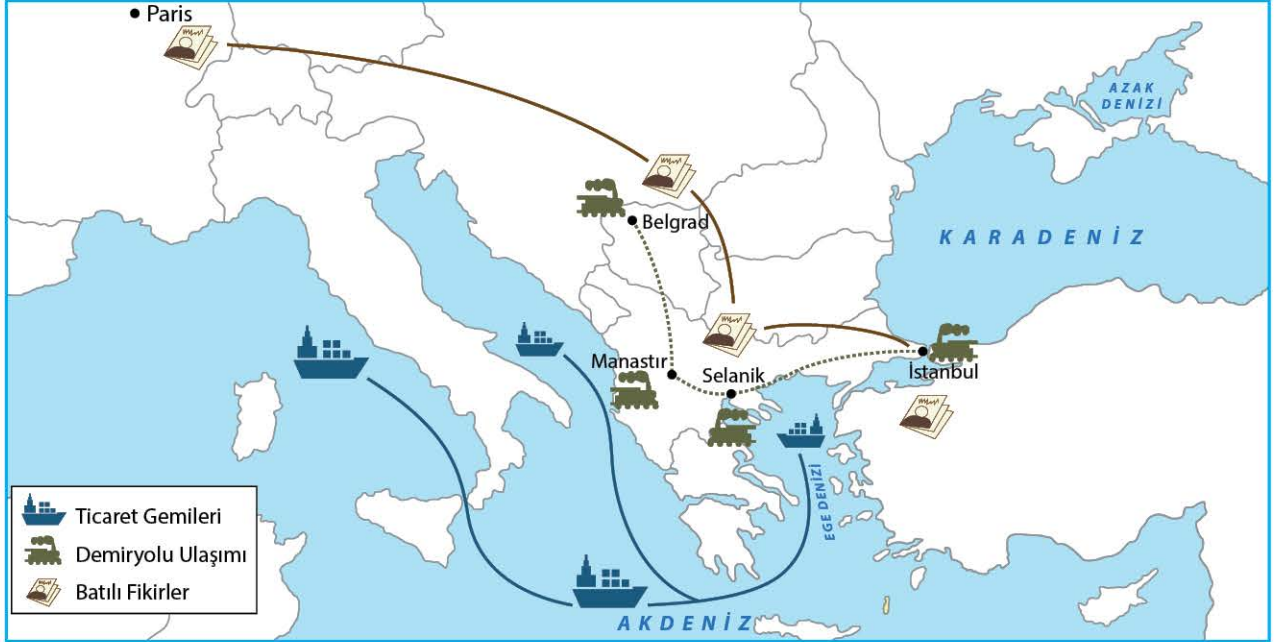 Paris
AZAK
DENİZİ
KARADENİZ
Belgrad
Manastır
Selanik
İstanbul
EGE DENİZİ
Ticaret Gemileri
Demiryolu Ulaşımı
Batılı Fikirler
AKDENİZ